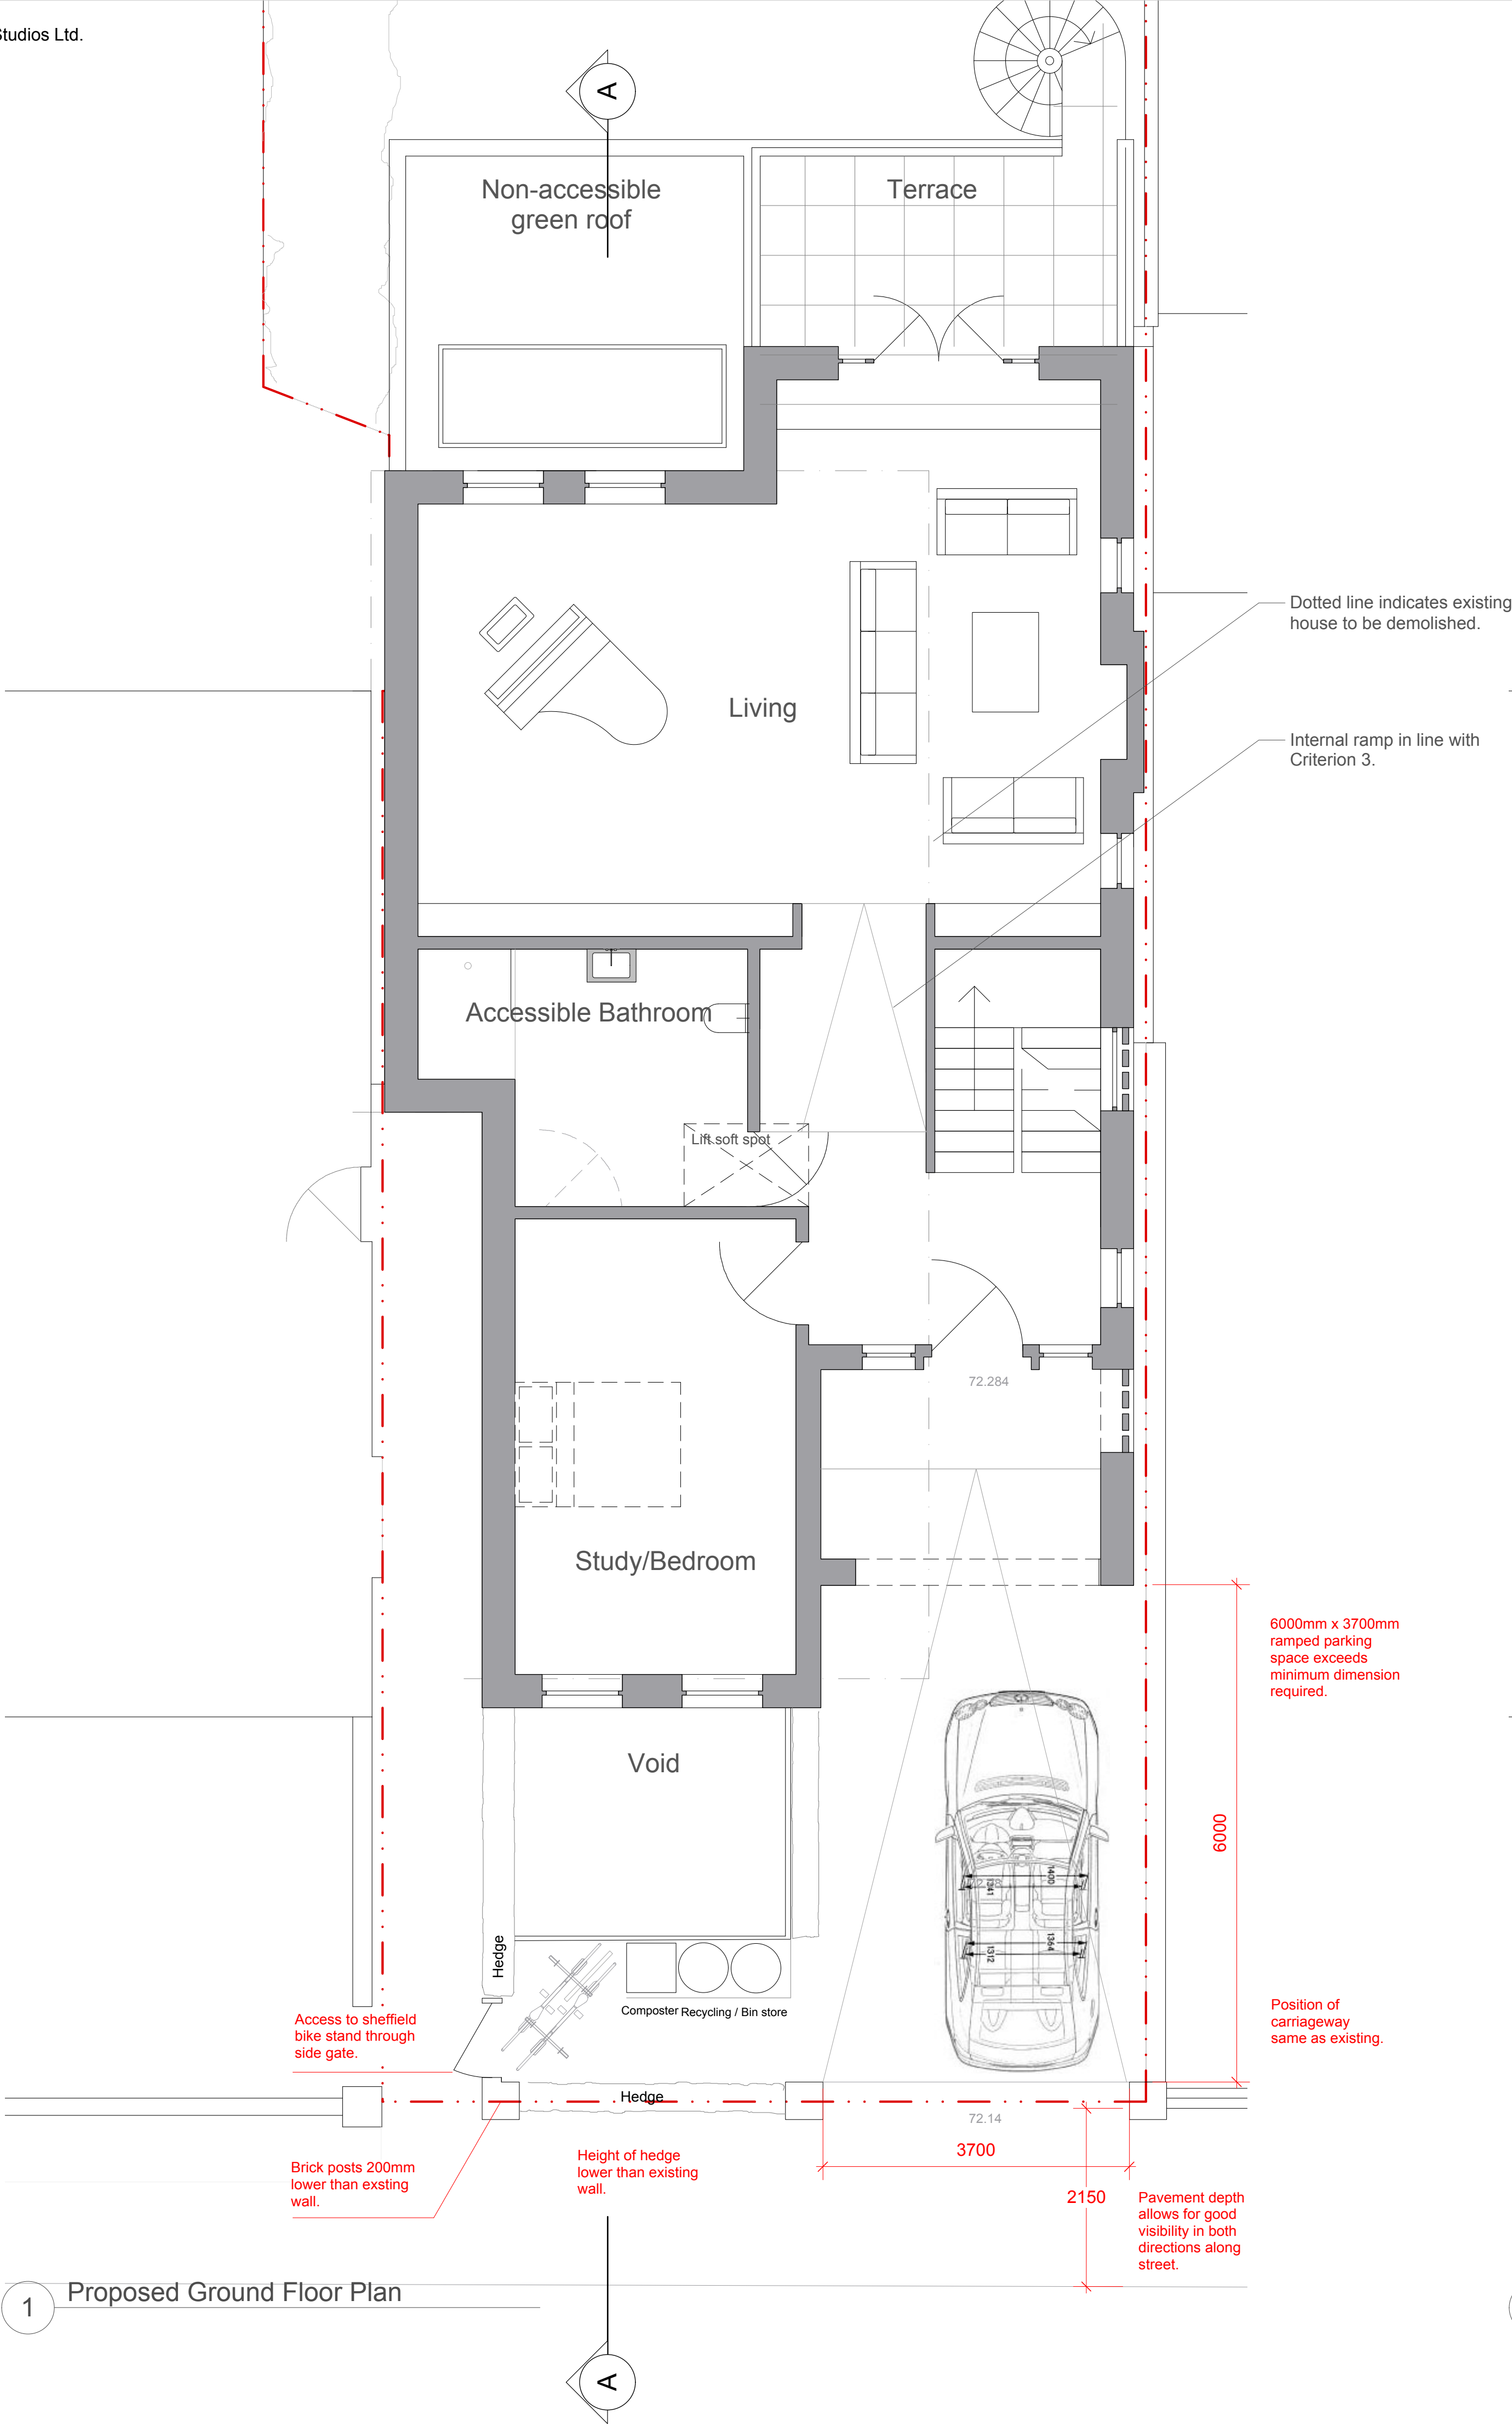 Studios Ltd.
A
Non-accessible
green roof
Terrace
Dotted line indicates existing
house to be demolished.
Living
Internal ramp in line with
Criterion 3.
Accessible Bathroom
Lift soft spot
72.284
Study/Bedroom
6000mm x 3700mm
ramped parking
space exceeds
minimum dimension
required.
Void
6000
1400
1341
1364
1312
Hedge
Composter
Recycling / Bin store
Position of
carriageway
same as existing.
Access to sheffield
bike stand through
side gate.
Hedge
72.14
3700
Brick posts 200mm
lower than exsting
wall.
Height of hedge
lower than existing
wall.
2150
Pavement depth
allows for good
visibility in both
directions along
street.
1
Proposed Ground Floor Plan
A